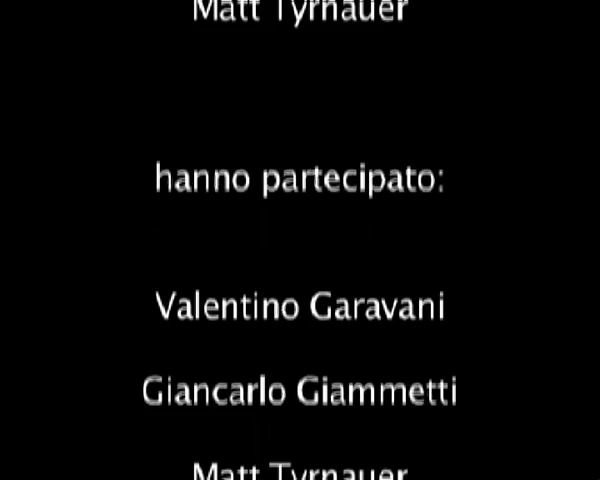 Matt Tyrnauer
hanno partecipato:
Valentino Garavani
Giancarlo Giammetti
Matt Tyrnauer